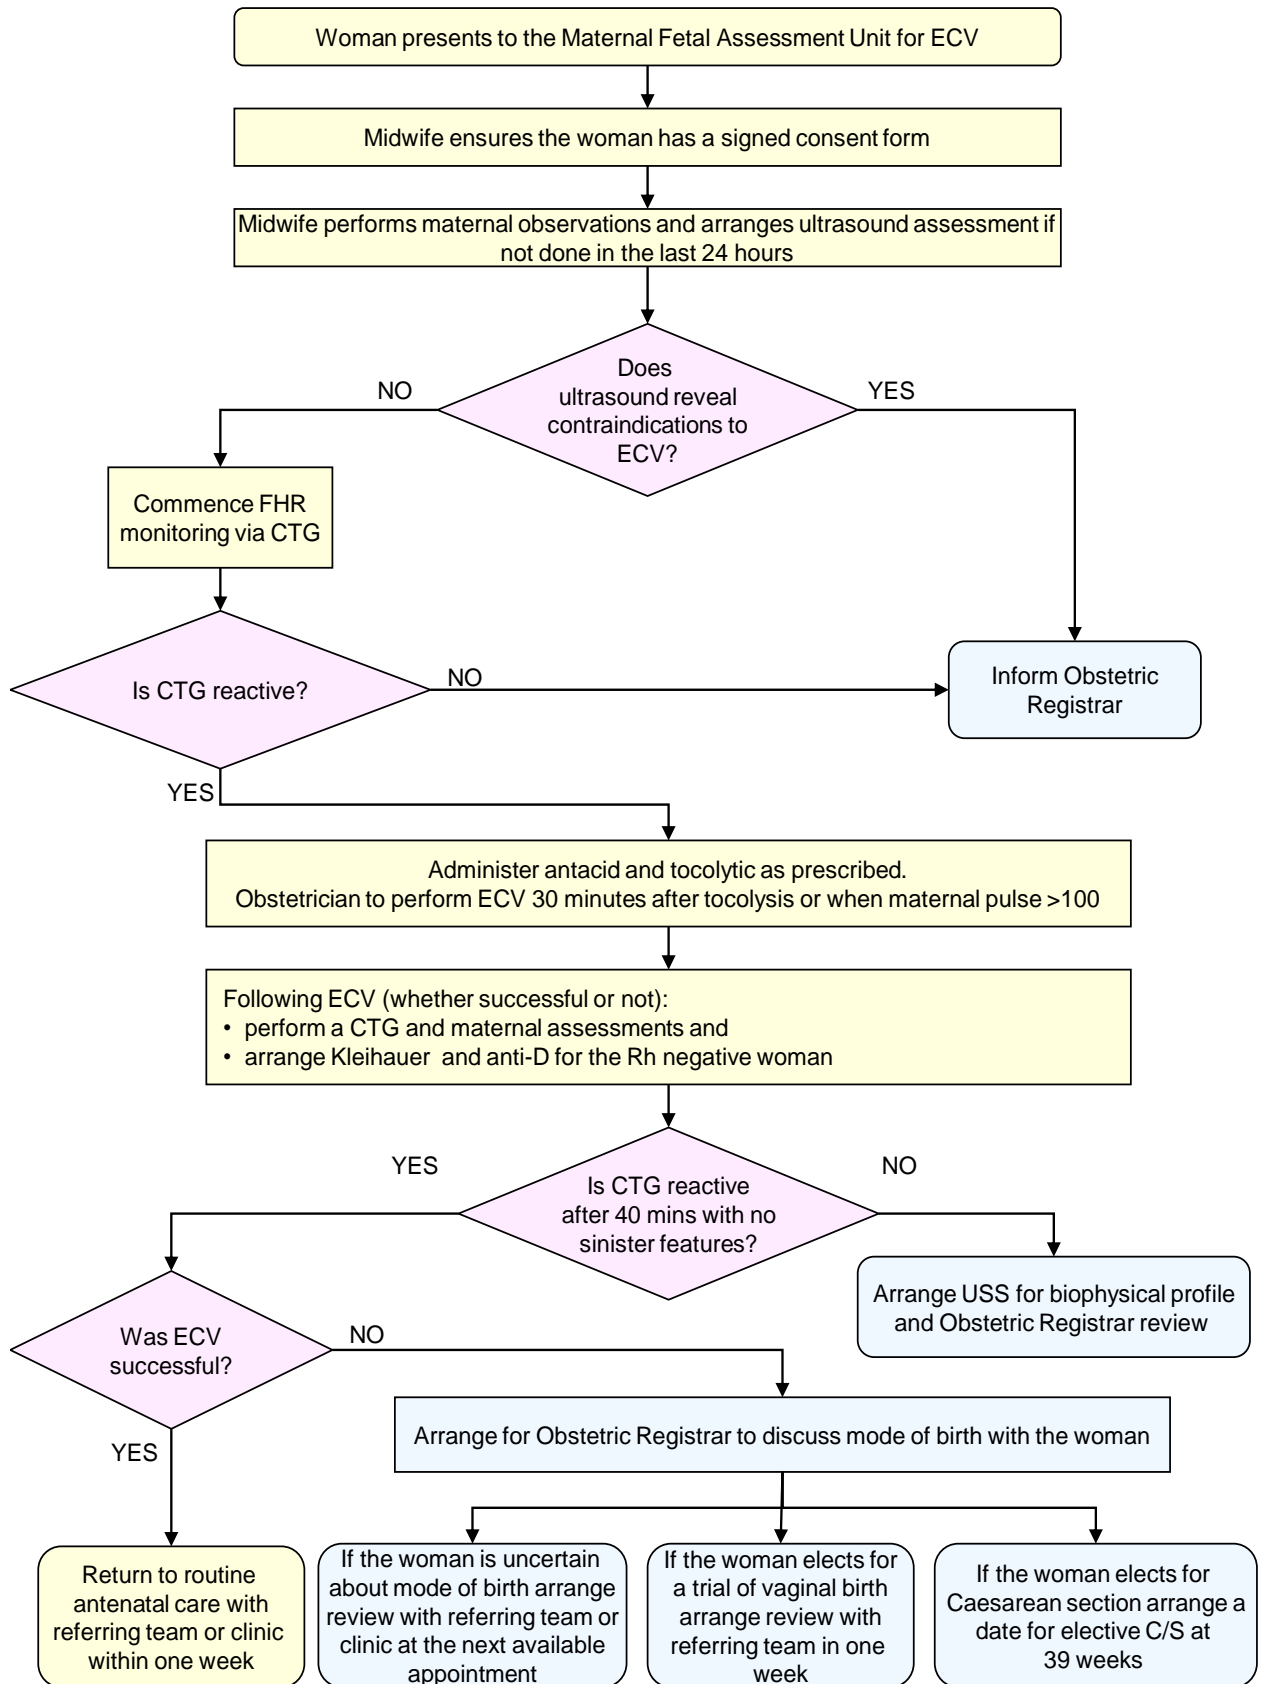 Woman presents to the Maternal Fetal Assessment Unit for ECV
Midwife ensures the woman has a signed consent form
Midwife performs maternal observations and arranges ultrasound assessment if
not done in the last 24 hours
Does
ultrasound reveal
contraindications to
ECV?
NO
YES
Commence FHR
monitoring via CTG
Is CTG reactive?
NO
Inform Obstetric
Registrar
YES
Administer antacid and tocolytic as prescribed.
Obstetrician to perform ECV 30 minutes after tocolysis or when maternal pulse >100
Following ECV (whether successful or not):
• perform a CTG and maternal assessments and
• arrange Kleihauer and anti-D for the Rh negative woman
YES
NO
Is CTG reactive
after 40 mins with no
sinister features?
Arrange USS for biophysical profile
and Obstetric Registrar review
Was ECV
successful?
NO
Arrange for Obstetric Registrar to discuss mode of birth with the woman
YES
Return to routine
antenatal care with
referring team or clinic
within one week
If the woman is uncertain
about mode of birth arrange
review with referring team or
clinic at the next available
appointment
If the woman elects for
a trial of vaginal birth
arrange review with
referring team in one
week
If the woman elects for
Caesarean section arrange a
date for elective C/S at
39 weeks